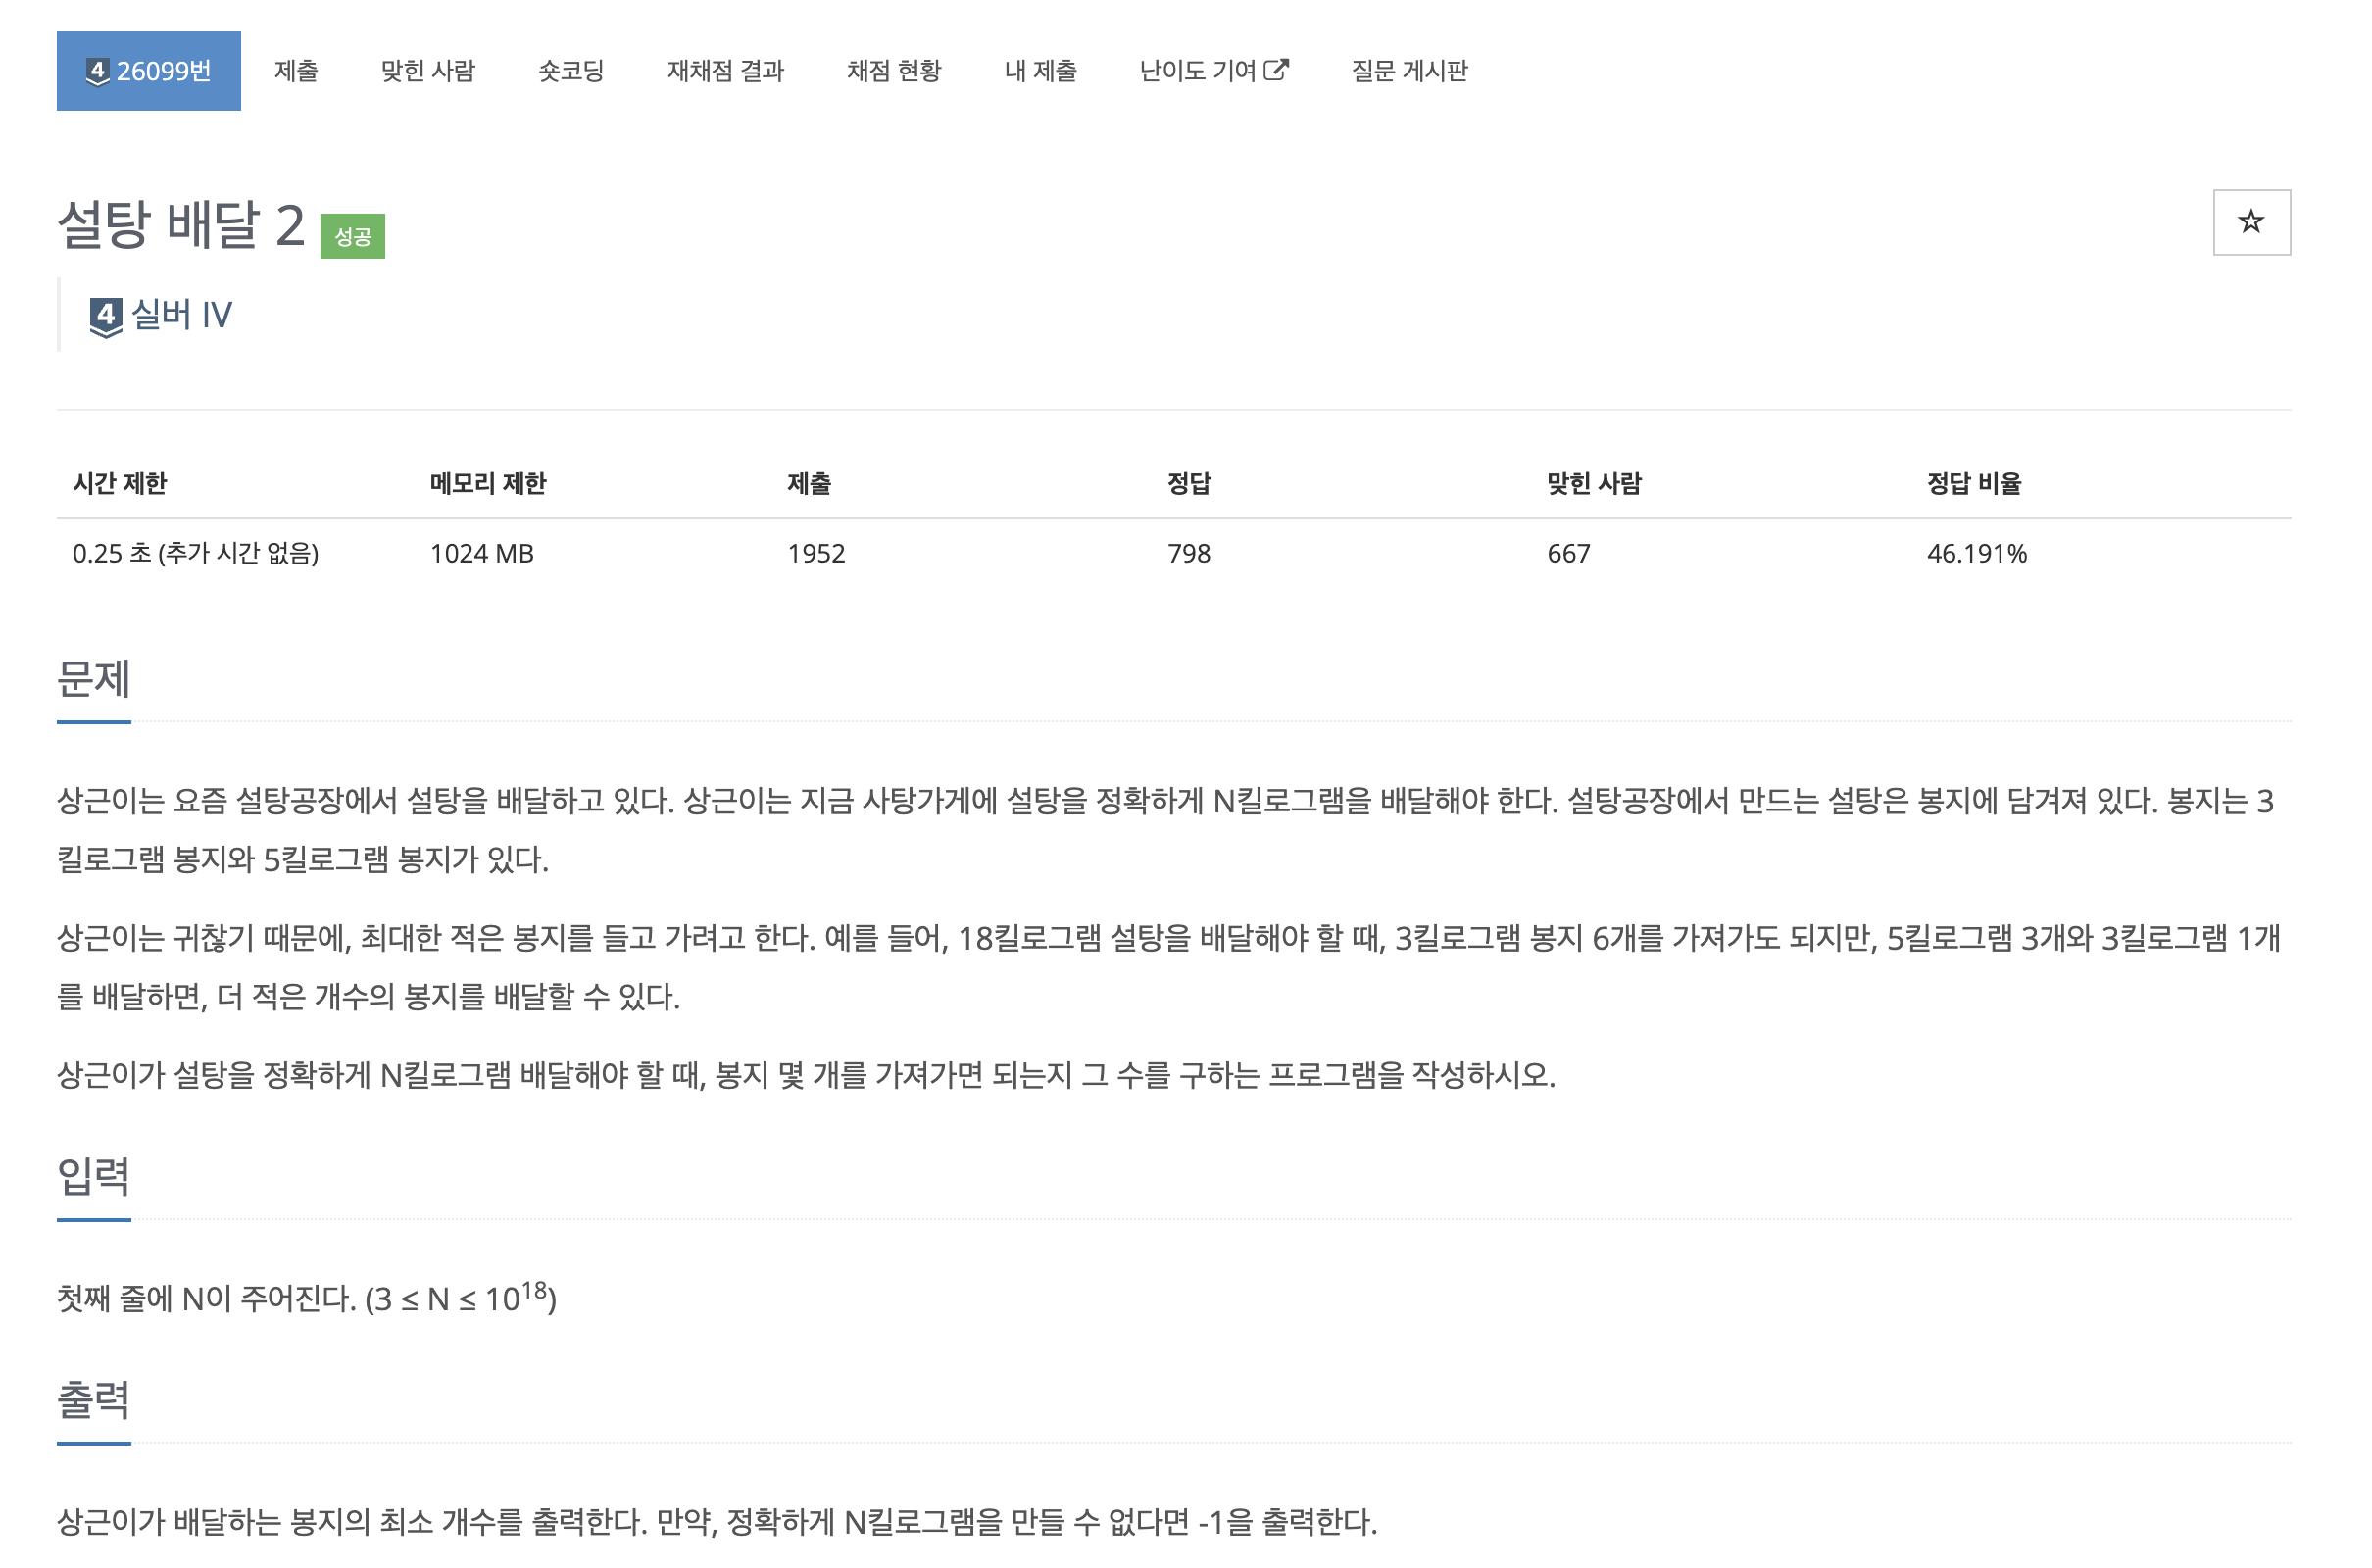 4 26099번 제출 맞힌 사람 숏코딩 재채점 결과 채점 현황 내 제출 난이도 기여 질문 게시판
설탕 배달 2 성공
4 실버 IV
시간 제한 메모리 제한 제출 정답 맞힌 사람 정답 비율
0.25 초 (추가 시간 없음) 1024 MB 1952 798 667 46.191%
문제
상근이는 요즘 설탕공장에서 설탕을 배달하고 있다. 상근이는 지금 사탕가게에 설탕을 정확하게 N킬로그램을 배달해야 한다. 설탕공장에서 만드는 설탕은 봉지에 담겨져 있다. 봉지는 3
킬로그램 봉지와 5킬로그램 봉지가 있다.
상근이는 귀찮기 때문에, 최대한 적은 봉지를 들고 가려고 한다. 예를 들어, 18킬로그램 설탕을 배달해야 할 때, 3킬로그램 봉지 6개를 가져가도 되지만, 5킬로그램 3개와 3킬로그램 1개
를 배달하면, 더 적은 개수의 봉지를 배달할 수 있다.
상근이가 설탕을 정확하게 N킬로그램 배달해야 할 때, 봉지 몇 개를 가져가면 되는지 그 수를 구하는 프로그램을 작성하시오.
입력
첫째 줄에 N이 주어진다. (3 ≤ N ≤ 10¹⁸)
출력
상근이가 배달하는 봉지의 최소 개수를 출력한다. 만약, 정확하게 N킬로그램을 만들 수 없다면 -1을 출력한다.